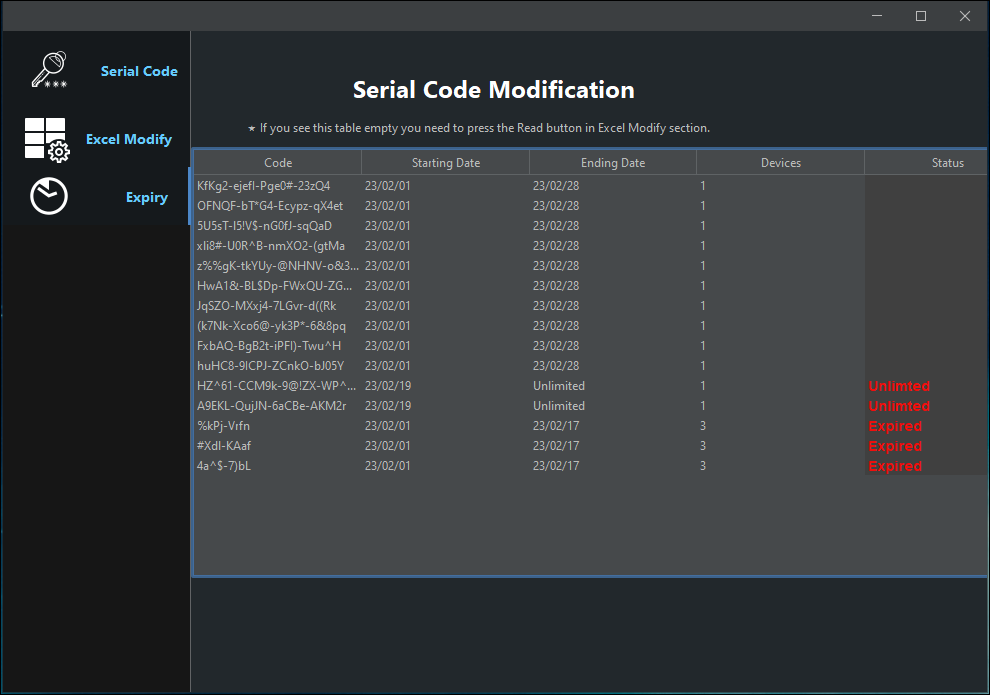 Serial Code
Excel Modify
Expiry
Serial Code Modification
★ If you see this table empty you need to press the Read button in Excel Modify section.
Code Starting Date Ending Date Devices Status
KfKg2-ejefI-Pge0#-23zQ4 23/02/01 23/02/28 1
OFNQF-bT*G4-Ecypz-qX4et 23/02/01 23/02/28 1
5U5sT-I5!V$-nG0fJ-sqQaD 23/02/01 23/02/28 1
xIi8#-U0R^B-nmXO2-(gtMa 23/02/01 23/02/28 1
z%%gK-tkYUy-@NHNV-o&3... 23/02/01 23/02/28 1
HwA1&-BL$Dp-FWxQU-ZG... 23/02/01 23/02/28 1
JqSZO-MXxj4-7LGvr-d((Rk 23/02/01 23/02/28 1
(k7Nk-Xco6@-yk3P*-6&8pq 23/02/01 23/02/28 1
FxbAQ-BgB2t-iPFI)-Twu^H 23/02/01 23/02/28 1
huHC8-9ICPJ-ZCnkO-bJ05Y 23/02/01 23/02/28 1
HZ^61-CCM9k-9@!ZX-WP^... 23/02/19 Unlimted 1 Unlimted
A9EKL-QujJN-6aCBe-AKM2r 23/02/19 Unlimted 1 Unlimted
%kPj-Vrfn 23/02/01 23/02/17 3 Expired
#XdI-KAaf 23/02/01 23/02/17 3 Expired
4a^$-7)bL 23/02/01 23/02/17 3 Expired